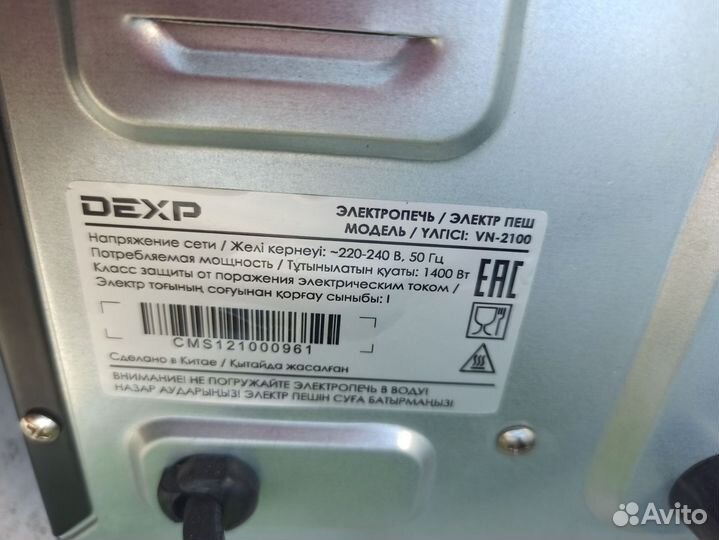 DEXP
ЭЛЕКТРОПЕЧЬ / ЭЛЕКТР ПЕШ
МОДЕЛЬ / ҮЛГІСІ: VN-2100
Напряжение сети / Желі кернеуі: ~220-240 В, 50 Гц
Потребляемая мощность / Тұтынылатын қуаты: 1400 Вт
Класс защиты от поражения электрическим током /
Электр тоғының соғуынан қорғау сыныбы: I
EAC
CMS121000961
Сделано в Китае / Қытайда жасалған
ВНИМАНИЕ! НЕ ПОГРУЖАЙТЕ ЭЛЕКТРОПЕЧЬ В ВОДУ!
НАЗАР АУДАРЫҢЫЗ! ЭЛЕКТР ПЕШІН СУҒА БАТЫРМАҢЫЗ!
Avito